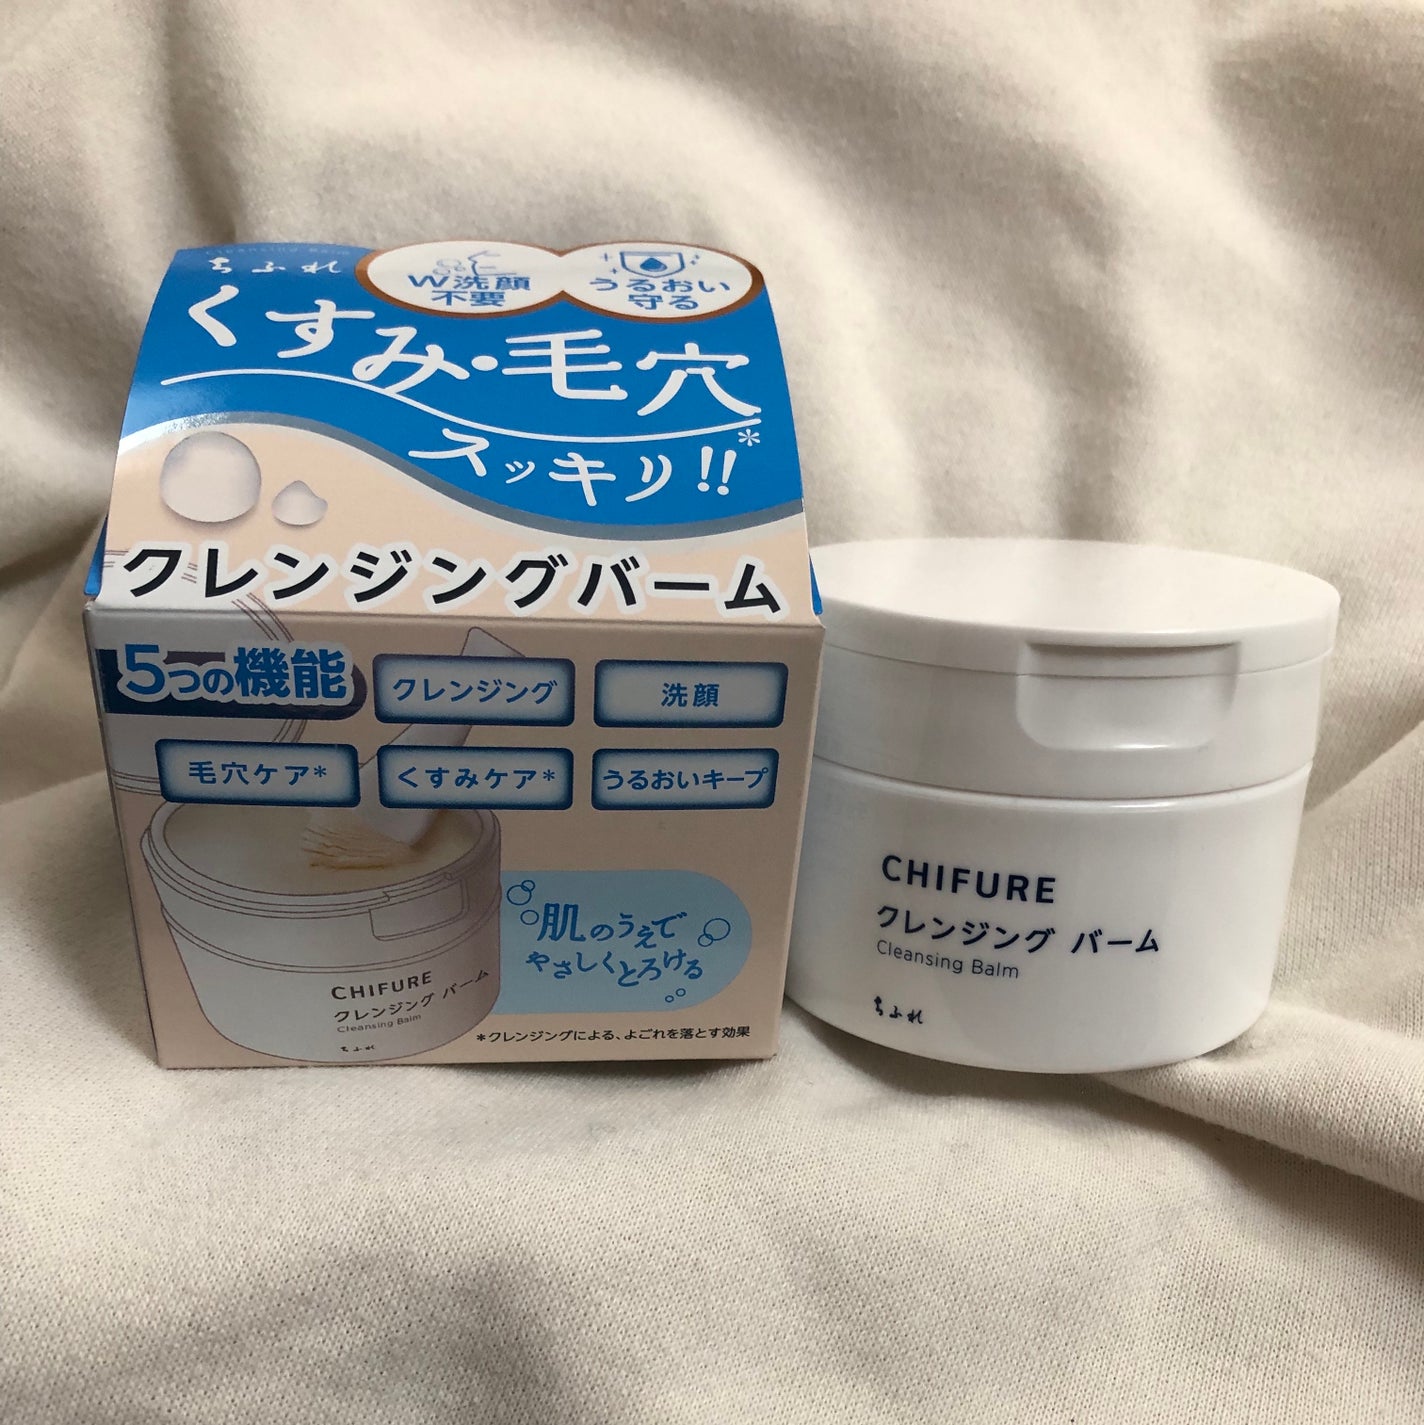 Cleansing Balm
ちふれ
W洗顔
不要
うるおい
守る
くすみ・毛穴
スッキリ!!*
クレンジングバーム
5つの機能
クレンジング
洗顔
毛穴ケア*
くすみケア*
うるおいキープ
肌のうえで
やさしくとろける
CHIFURE
クレンジング バーム
Cleansing Balm
ちふれ
*クレンジングによる、よごれを落とす効果
CHIFURE
クレンジング バーム
Cleansing Balm
ちふれ